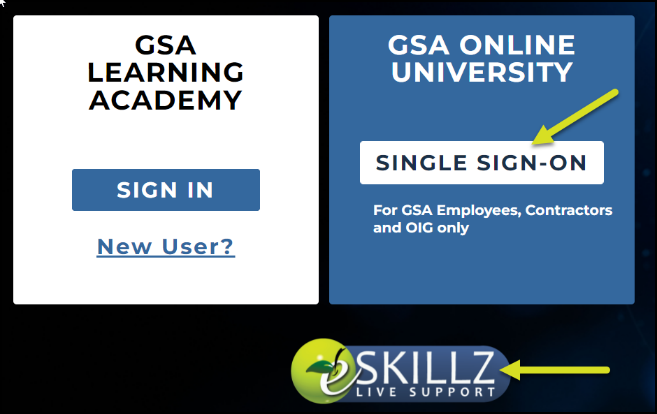 GSA
LEARNING
ACADEMY
SIGN IN
New User?
GSA ONLINE
UNIVERSITY
SINGLE SIGN-ON
For GSA Employees, Contractors
and OIG only
eSKILLZ
LIVE SUPPORT